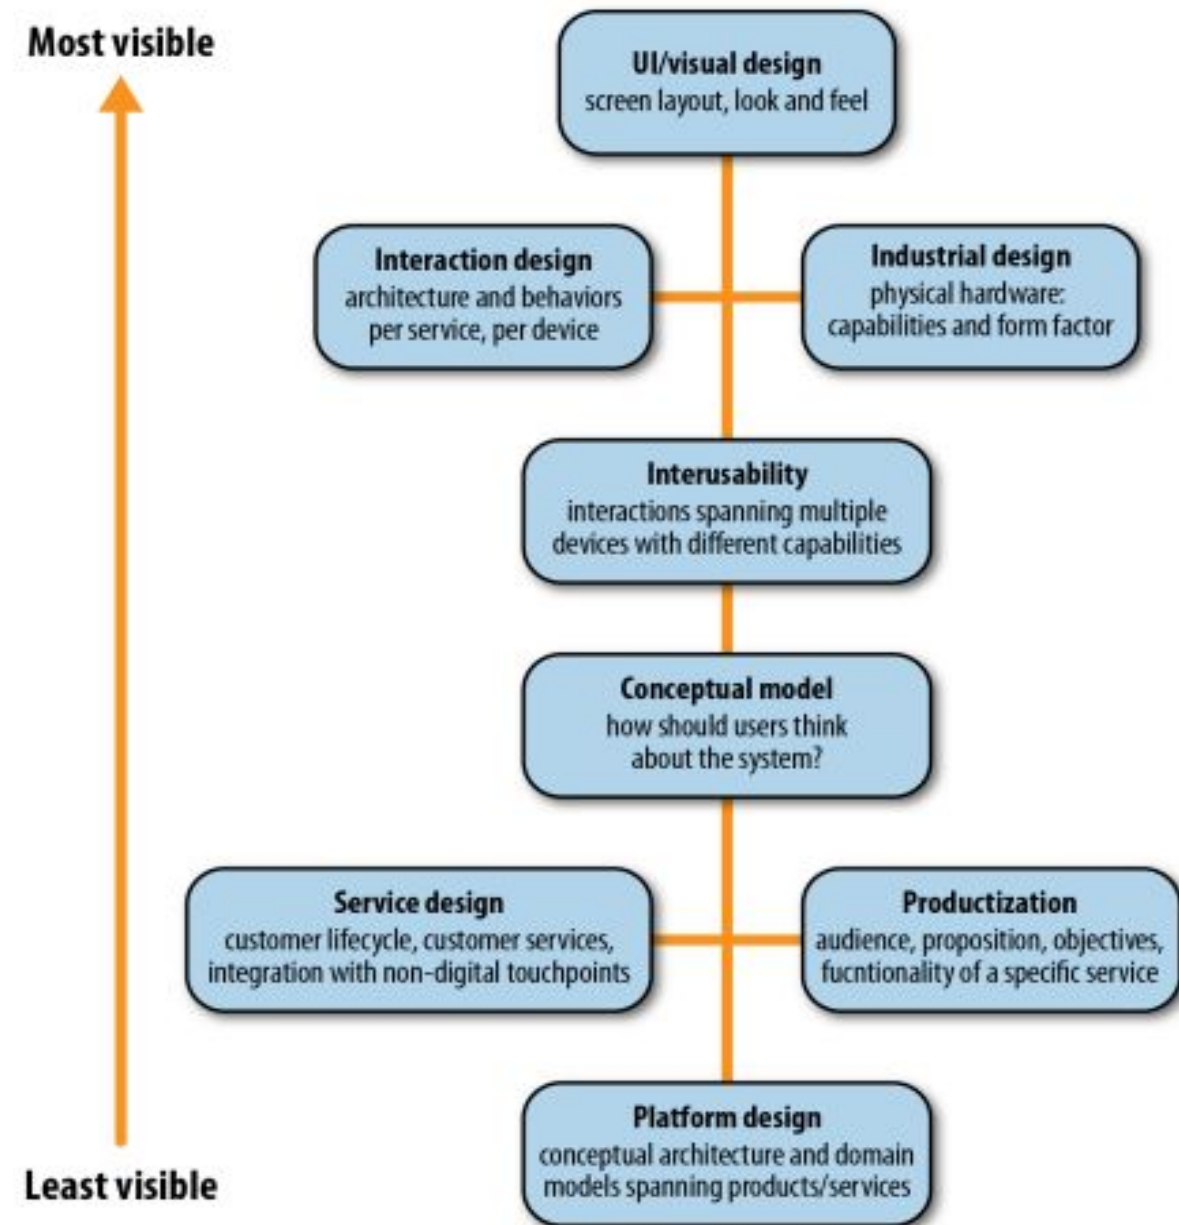 Most visible
UI/visual design
screen layout, look and feel
Interaction design
architecture and behaviors
per service, per device
Industrial design
physical hardware:
capabilities and form factor
Interusability
interactions spanning multiple
devices with different capabilities
Conceptual model
how should users think
about the system?
Service design
customer lifecycle, customer services,
integration with non-digital touchpoints
Productization
audience, proposition, objectives,
fucntionality of a specific service
Platform design
conceptual architecture and domain
models spanning products/services
Least visible